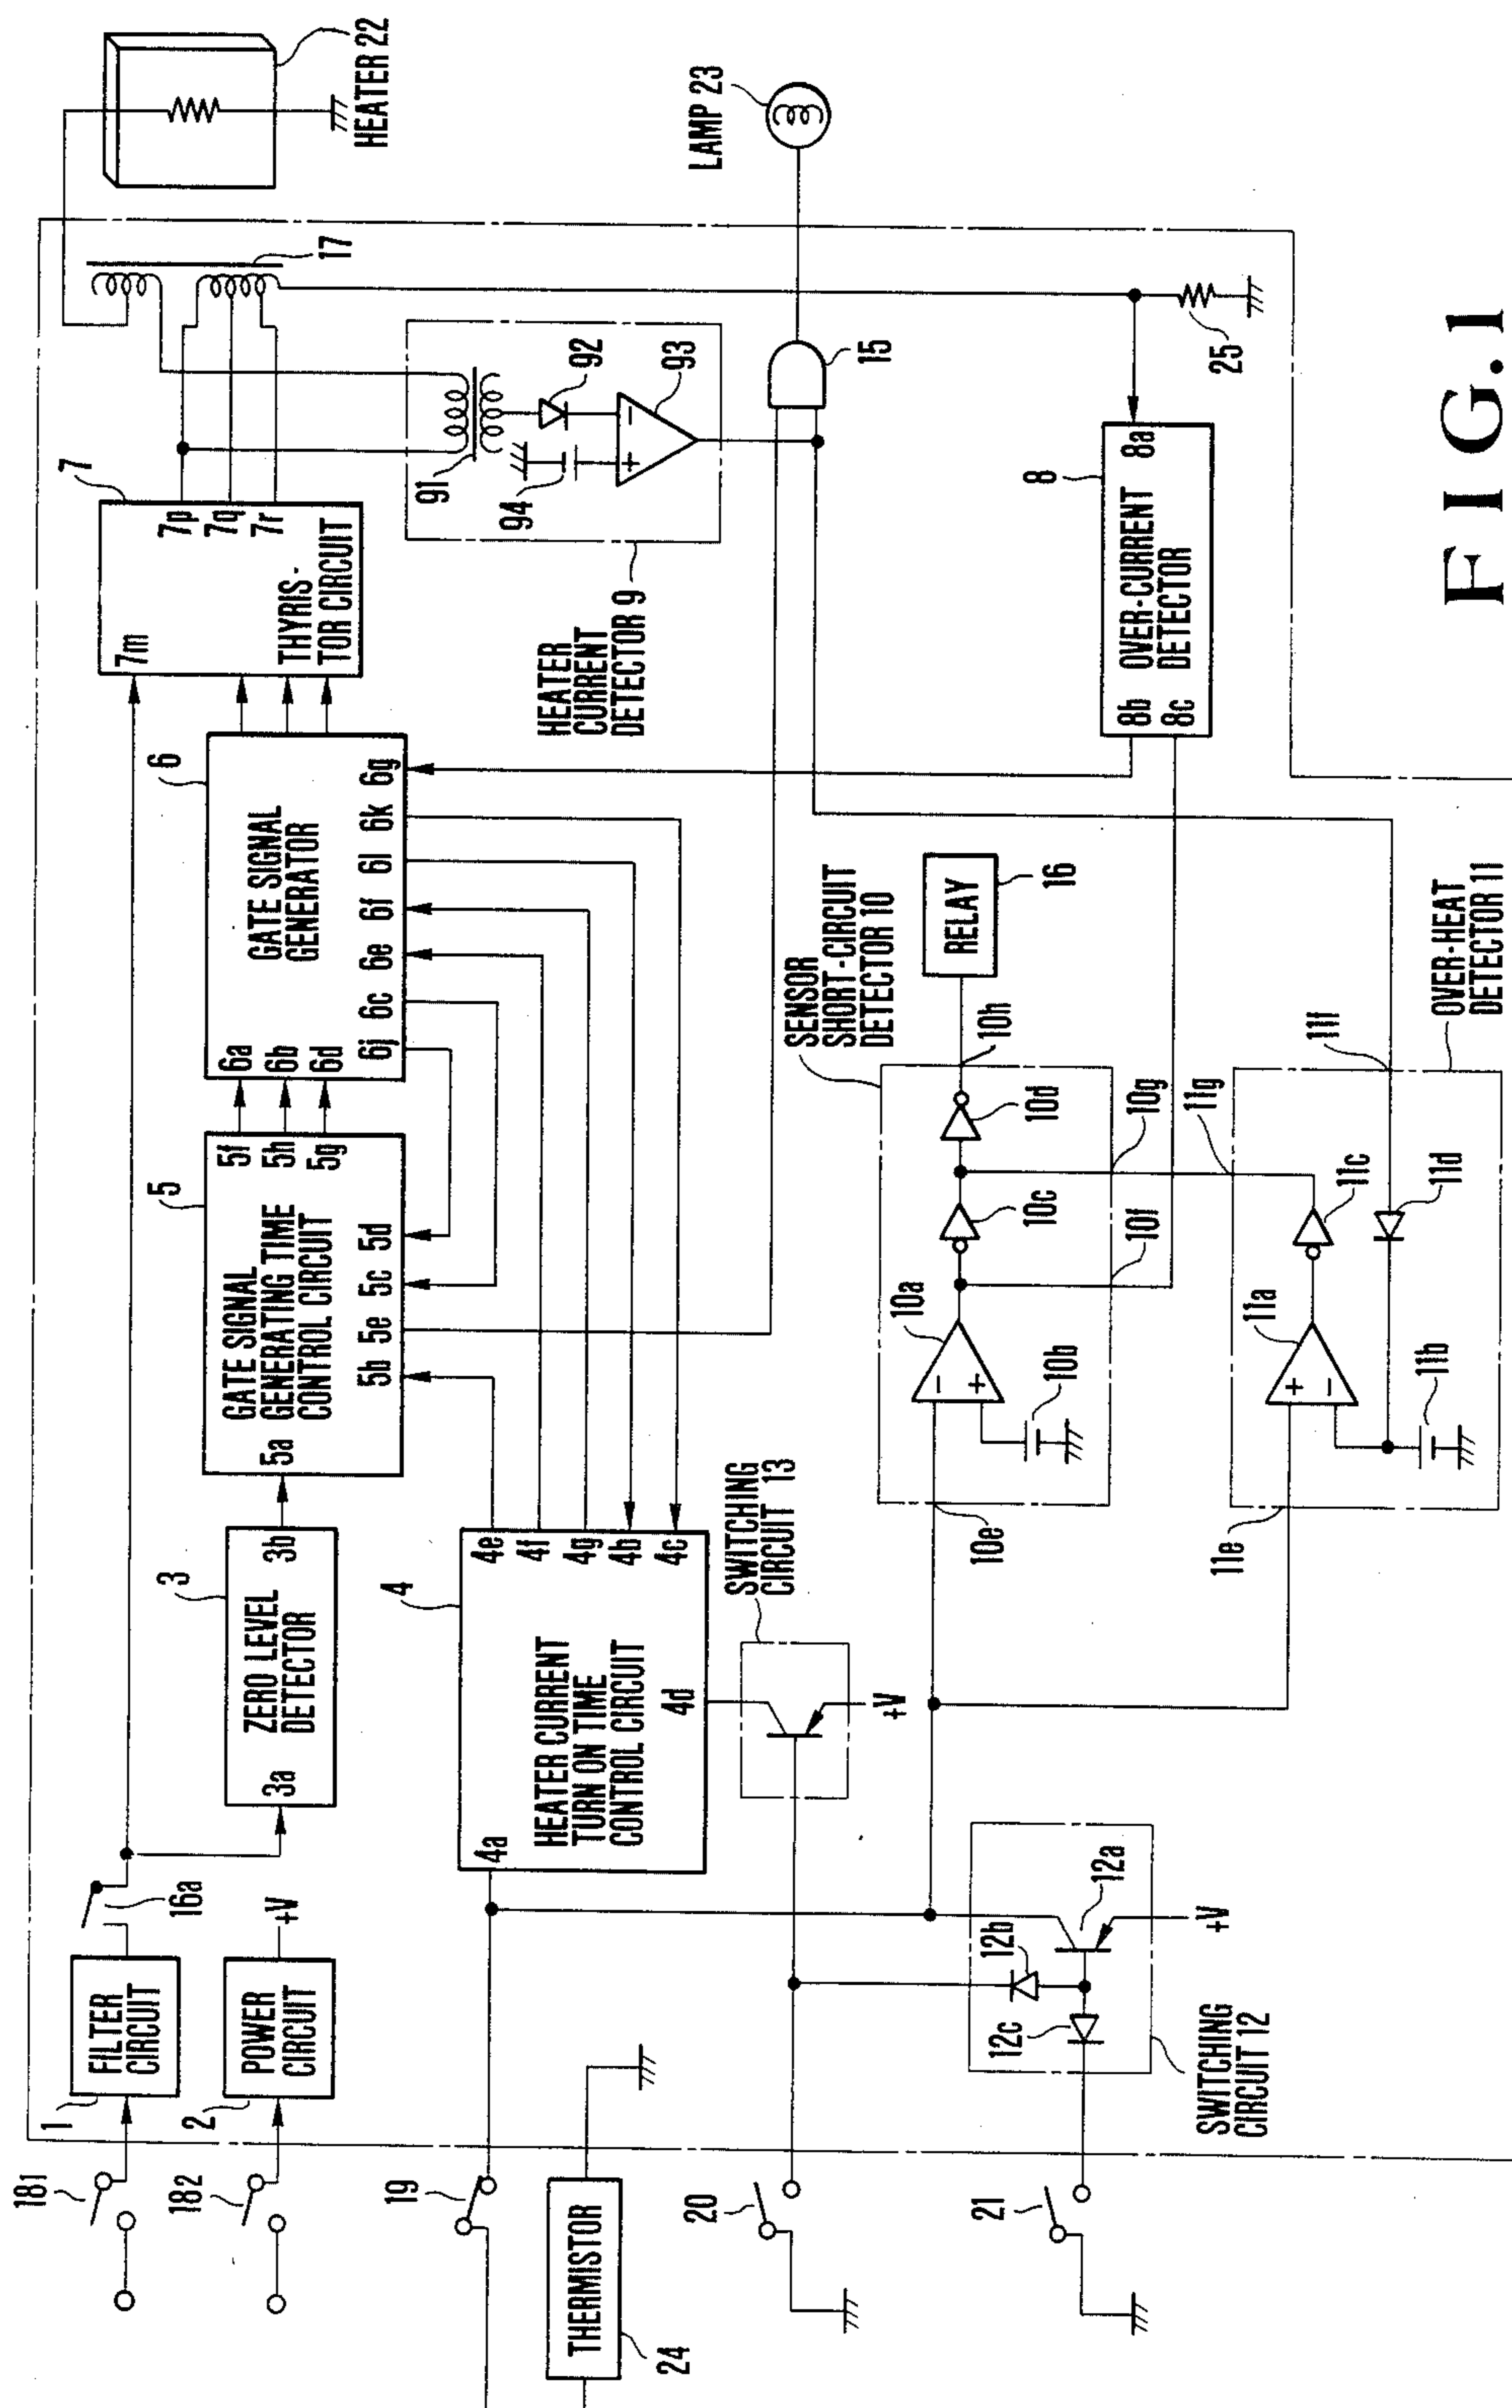 181
1
FILTER
CIRCUIT
16a
182
2
POWER
CIRCUIT
+V
3
3a
ZERO LEVEL
DETECTOR
3b
5
5a
GATE SIGNAL
GENERATING TIME
CONTROL CIRCUIT
5b
5e
5c
5d
5f
5h
5g
6
6a
6b
6d
GATE SIGNAL
GENERATOR
6j
6c
6e
6f
6l
6k
6g
7
7m
THYRIS-
TOR CIRCUIT
7p
7q
7r
17
HEATER 22
19
THERMISTOR
24
4
4a
HEATER CURRENT
TURN ON TIME
CONTROL CIRCUIT
4d
4e
4f
4g
4b
4c
HEATER
CURRENT
DETECTOR 9
91
94
92
93
+
−
LAMP 23
15
20
SWITCHING
CIRCUIT 13
+V
21
12c
12b
12a
+V
SWITCHING
CIRCUIT 12
SENSOR
SHORT-CIRCUIT
DETECTOR 10
10e
10a
−
+
10b
10c
10d
10f
10g
10h
RELAY
16
11e
11a
+
−
11b
11c
11d
11g
11f
OVER-HEAT
DETECTOR 11
8
8b
8c
OVER-CURRENT
DETECTOR
8a
25
FIG.1